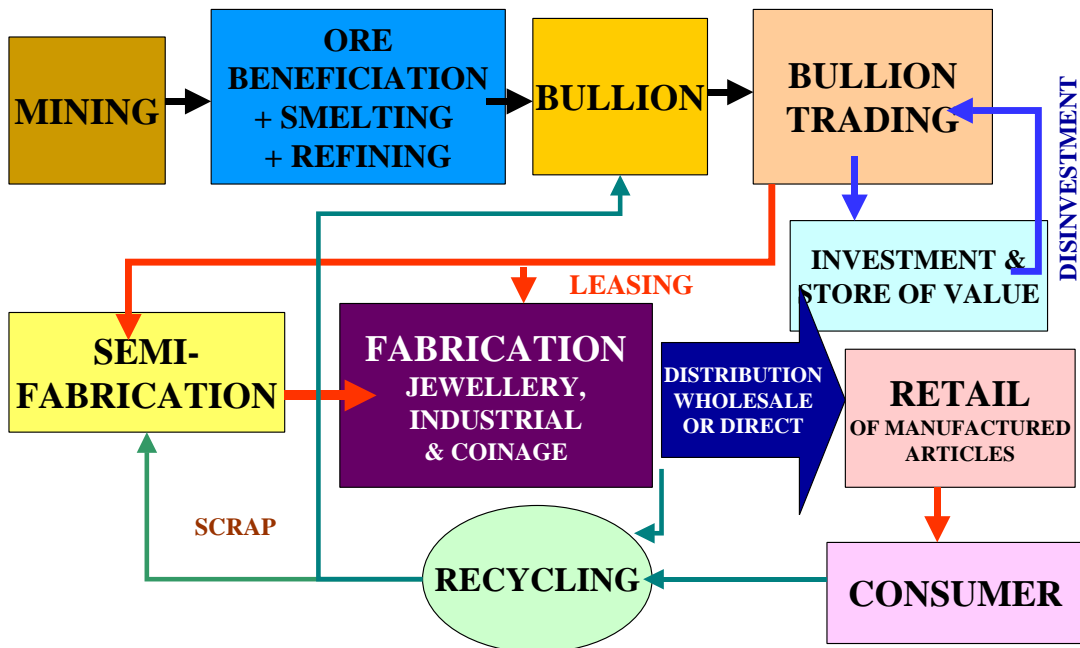 MINING
ORE
BENEFICIATION
+ SMELTING
+ REFINING
BULLION
BULLION
TRADING
DISINVESTMENT
INVESTMENT &
STORE OF VALUE
LEASING
SEMI-
FABRICATION
FABRICATION
JEWELLERY,
INDUSTRIAL
& COINAGE
DISTRIBUTION
WHOLESALE
OR DIRECT
RETAIL
OF MANUFACTURED
ARTICLES
SCRAP
RECYCLING
CONSUMER